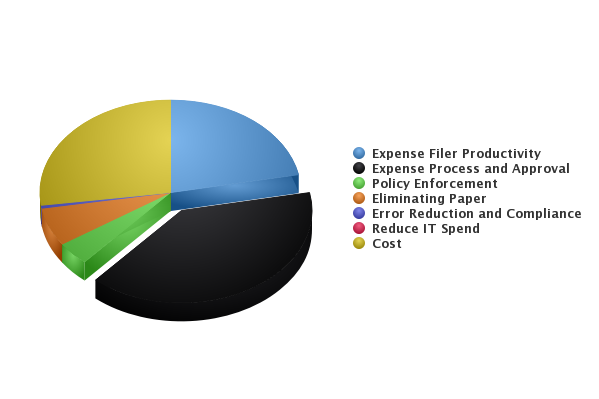 Expense Filer Productivity
Expense Process and Approval
Policy Enforcement
Eliminating Paper
Error Reduction and Compliance
Reduce IT Spend
Cost